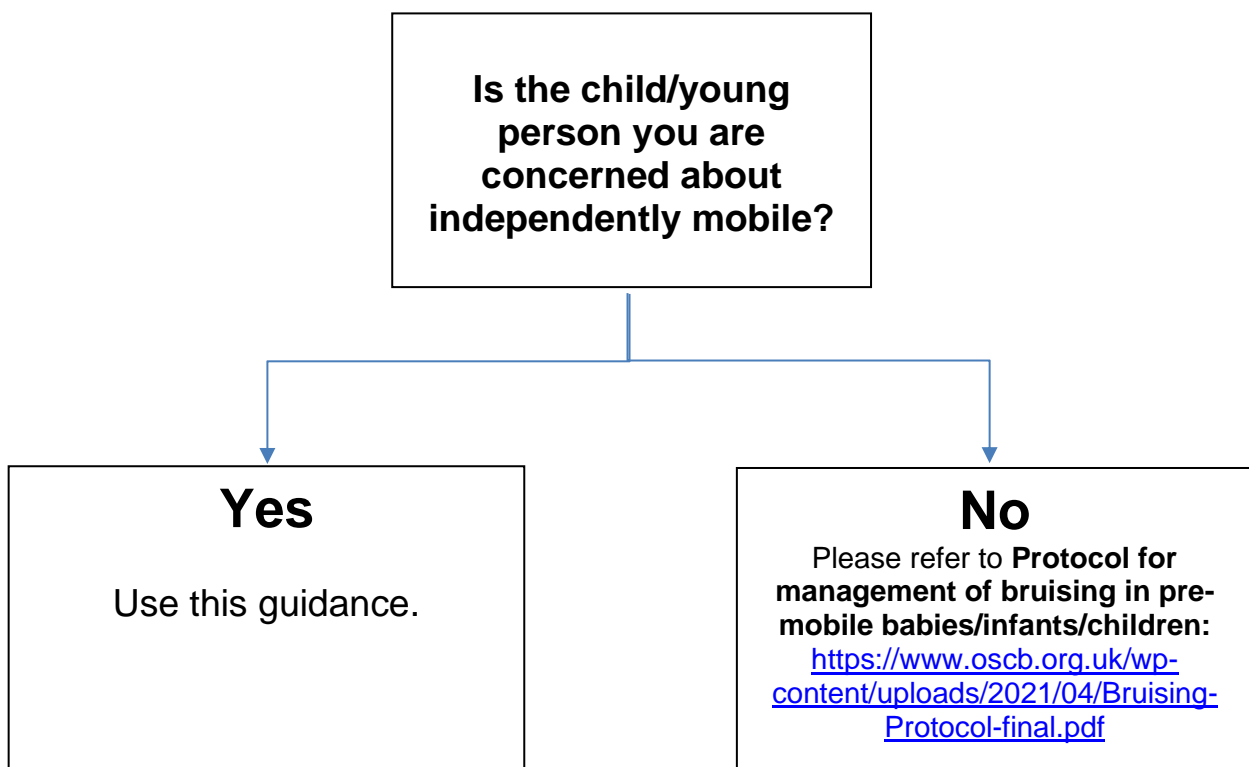 Is the child/young
person you are
concerned about
independently mobile?
Yes
Use this guidance.
No
Please refer to Protocol for
management of bruising in pre-
mobile babies/infants/children:
https://www.oscb.org.uk/wp-
content/uploads/2021/04/Bruising-
Protocol-final.pdf